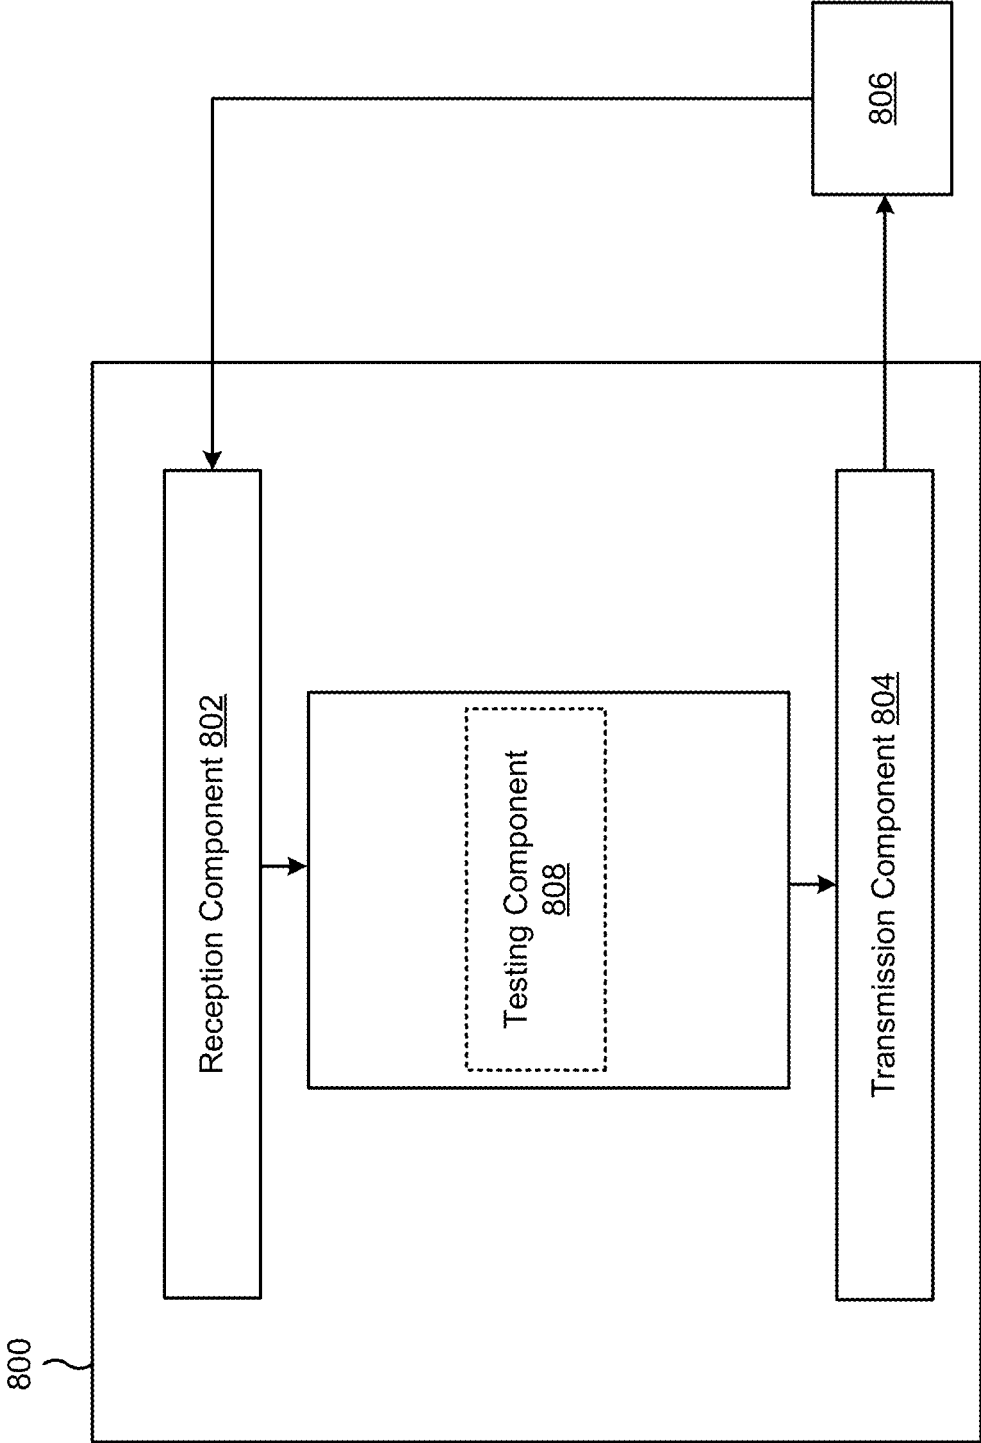 800
Reception Component 802
Testing Component
808
Transmission Component 804
806